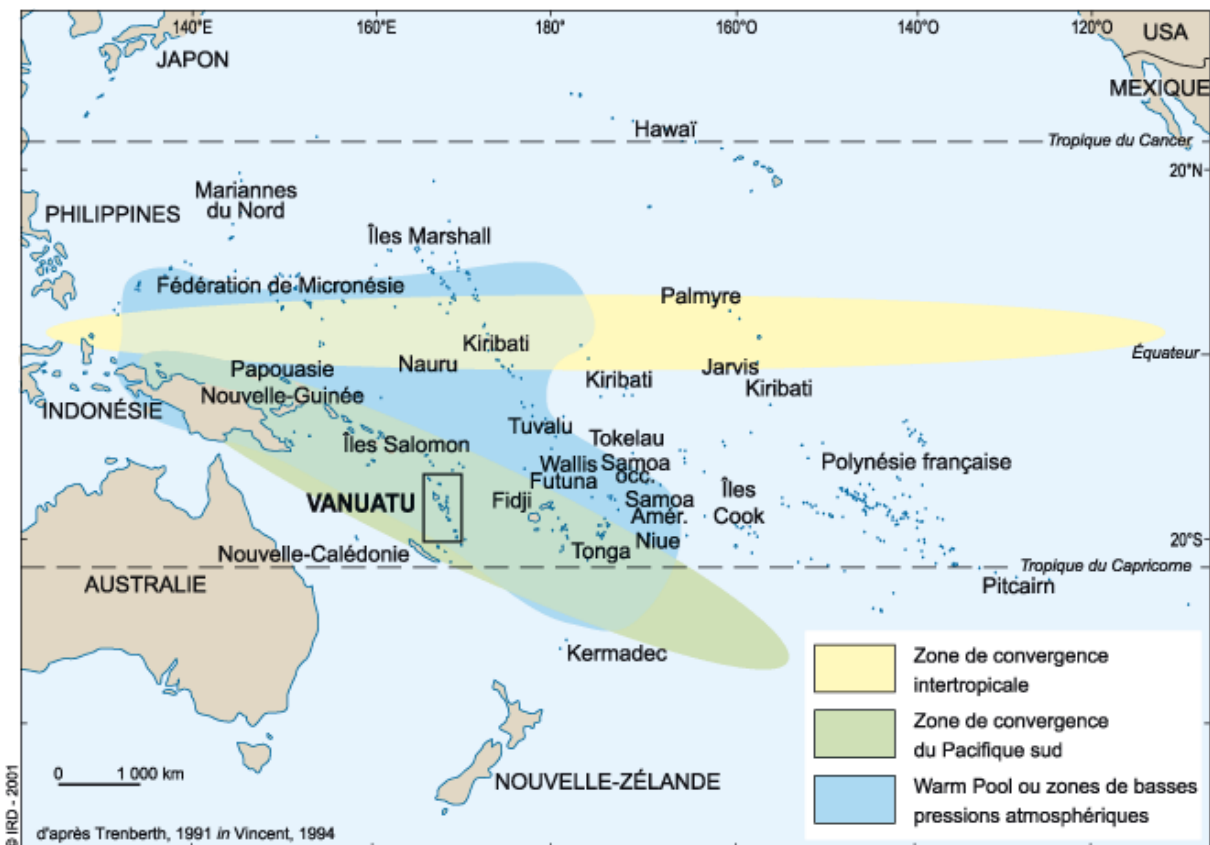 140°E
160°E
180°
160°O
140°O
120°O
USA
JAPON
MEXIQUE
Hawaï
Tropique du Cancer
20°N
Mariannes
du Nord
PHILIPPINES
Îles Marshall
Fédération de Micronésie
Palmyre
Kiribati
Équateur
Nauru
Papouasie
Nouvelle-Guinée
Jarvis
Kiribati
Kiribati
INDONÉSIE
Tuvalu
Tokelau
Îles Salomon
Wallis
Futuna
Samoa
occ.
Polynésie française
VANUATU
Fidji
Samoa
Amér.
Îles
Cook
Niue
Tonga
20°S
Nouvelle-Calédonie
Tropique du Capricorne
AUSTRALIE
Pitcairn
Kermadec
Zone de convergence
intertropicale
Zone de convergence
du Pacifique sud
Warm Pool ou zones de basses
pressions atmosphériques
0 1 000 km
NOUVELLE-ZÉLANDE
© IRD - 2001
d'après Trenberth, 1991 in Vincent, 1994